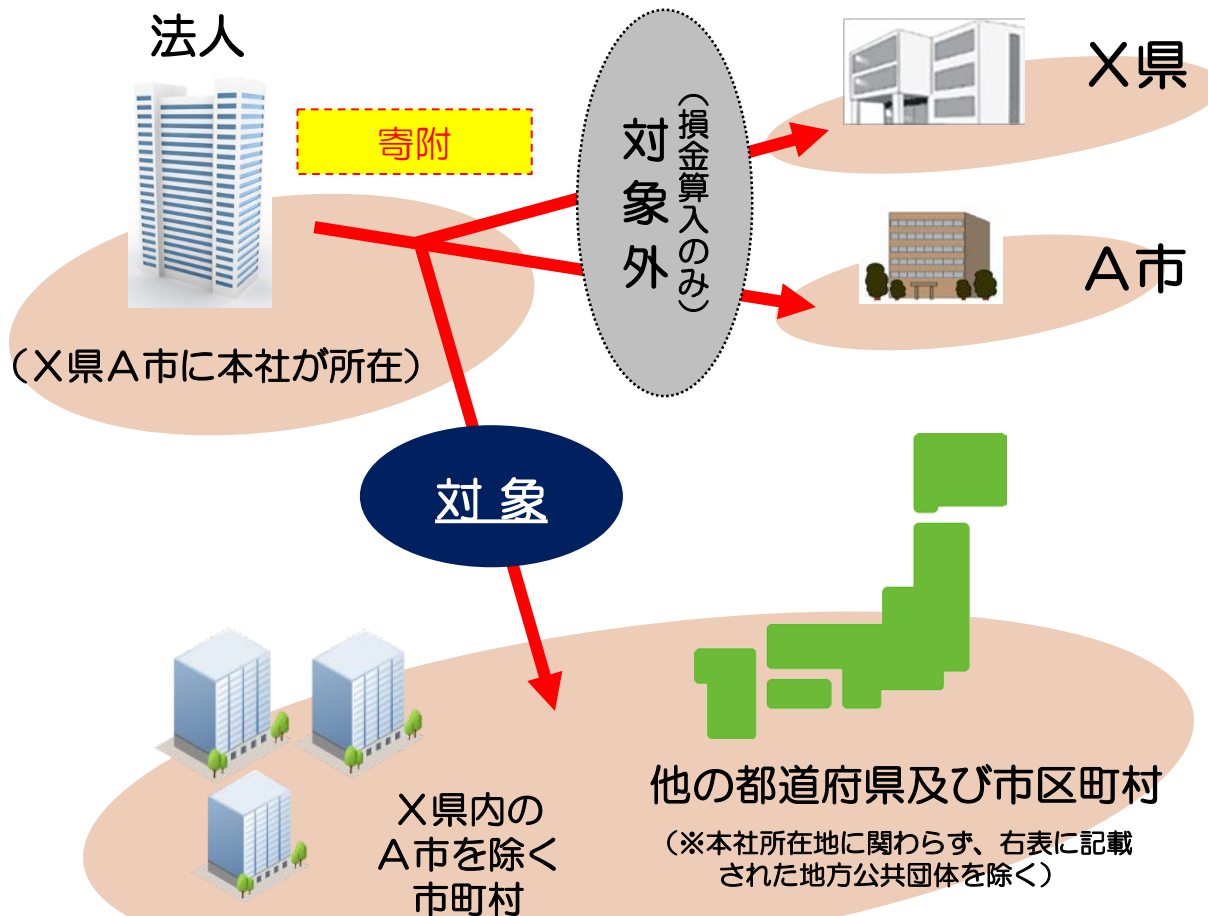 法人
寄附
(X県A市に本社が所在)
対象外
(損金算入のみ)
X県
A市
対 象
X県内の
A市を除く
市町村
他の都道府県及び市区町村
(※本社所在地に関わらず、右表に記載
された地方公共団体を除く)